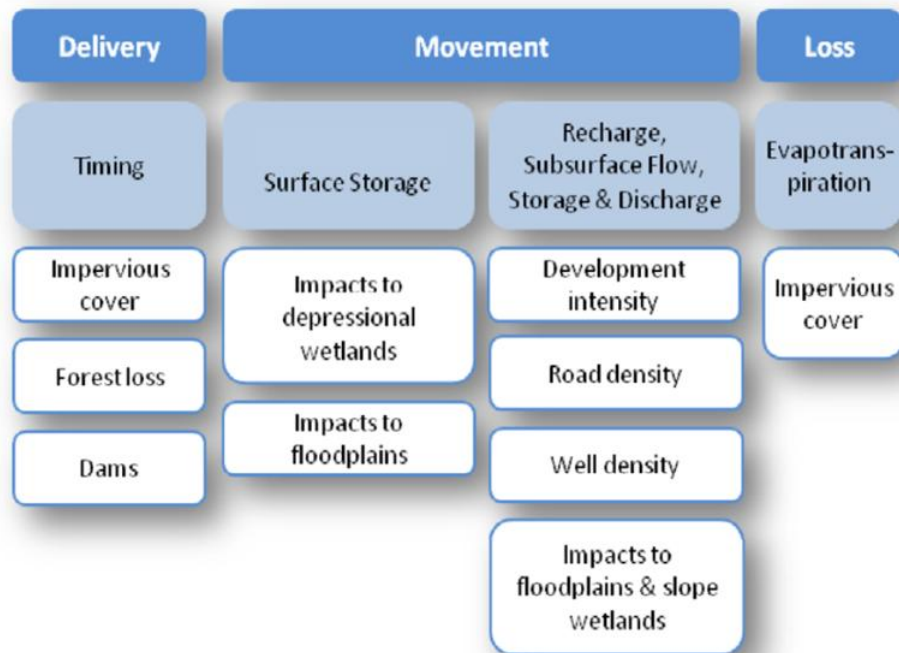 Delivery
Movement
Loss
Timing
Surface Storage
Recharge,
Subsurface Flow,
Storage & Discharge
Evapotrans-
piration
Impervious
cover
Forest loss
Dams
Impacts to
depressional
wetlands
Impacts to
floodplains
Development
intensity
Road density
Well density
Impacts to
floodplains & slope
wetlands
Impervious
cover